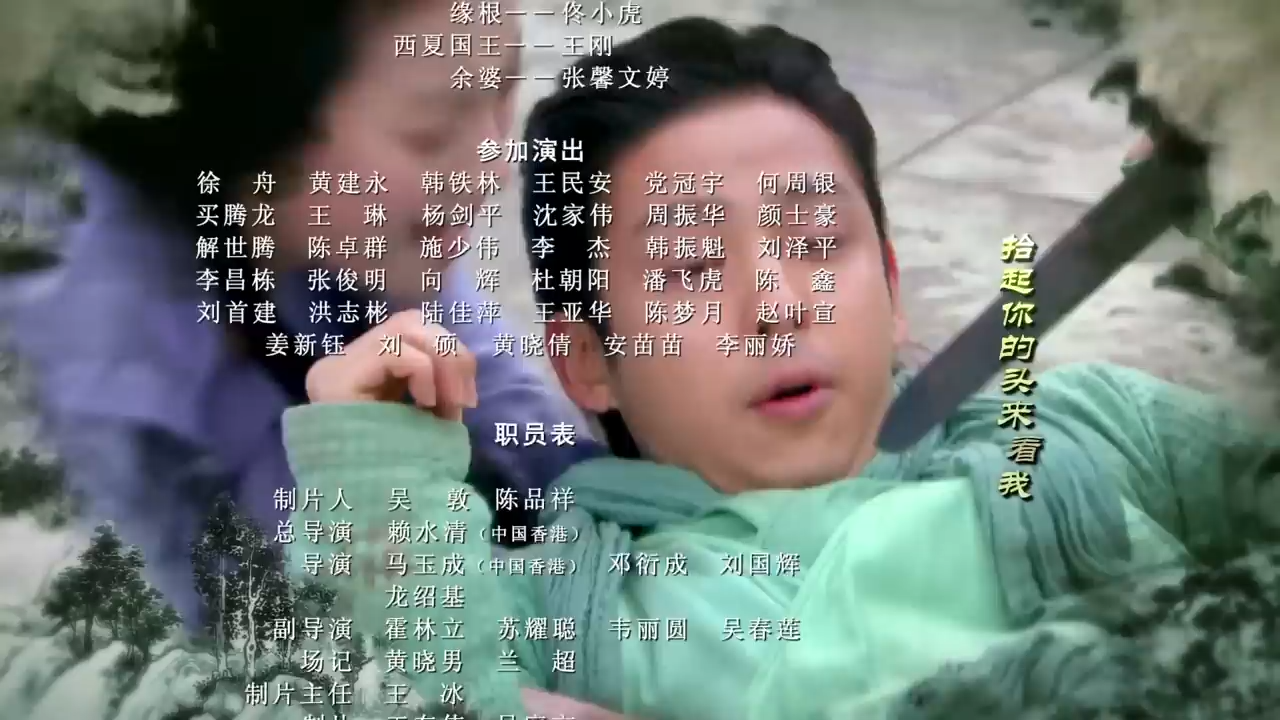 缘根——佟小虎
西夏国王——王刚
余婆——张馨文婷
参加演出
徐 舟 黄建永 韩铁林 王民安 党冠宇 何周银
买腾龙 王 琳 杨剑平 沈家伟 周振华 颜士豪
解世腾 陈卓群 施少伟 李 杰 韩振魁 刘泽平
李昌栋 张俊明 向 辉 杜朝阳 潘飞虎 陈 鑫
刘首建 洪志彬 陆佳萍 王亚华 陈梦月 赵叶宣
姜新钰 刘 硕 黄晓倩 安苗苗 李丽娇
职员表
制片人 吴 敦 陈品祥
总导演 赖水清（中国香港）
导演 马玉成（中国香港） 邓衍成 刘国辉
龙绍基
副导演 霍林立 苏耀聪 韦丽圆 吴春莲
场记 黄晓男 兰 超
制片主任 王 冰
抬起你的头来看我